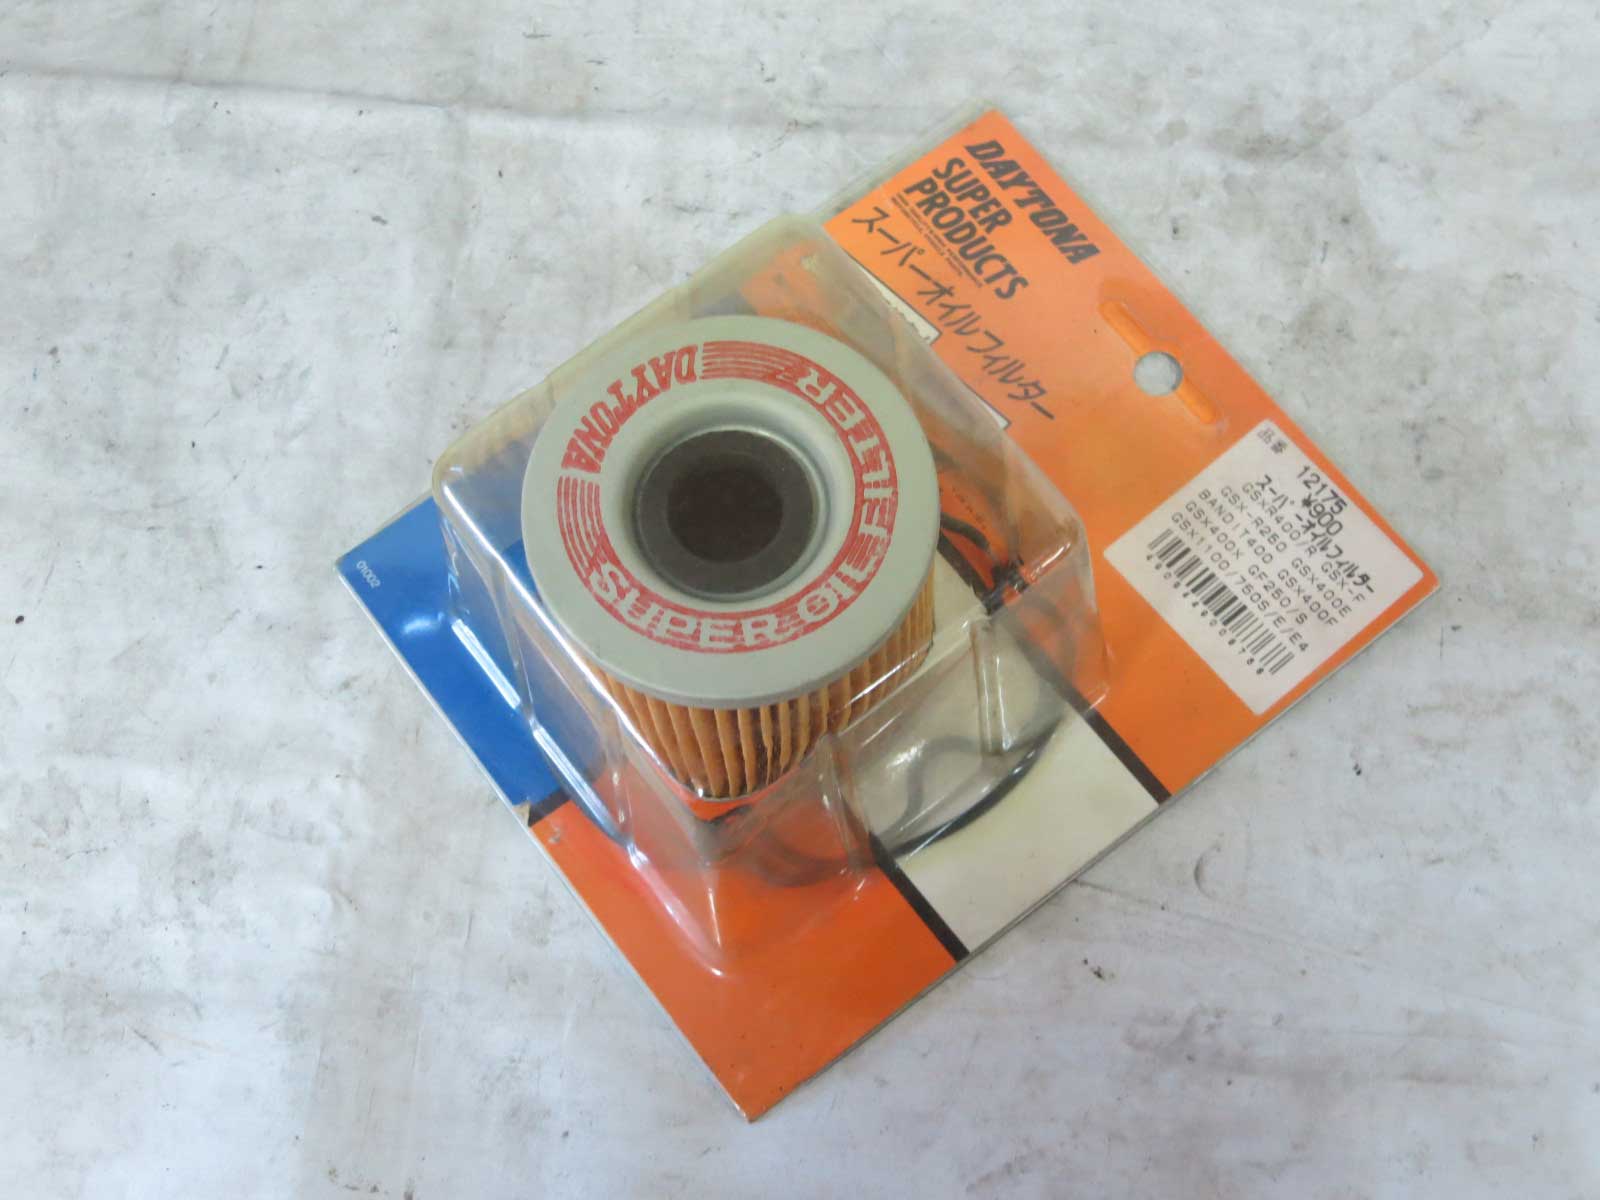 DAYTONA
SUPER
PRODUCTS
スーパーオイルフィルター
DAYTONA
SUPER OIL FILTER
01002
品番 12175
¥900
スーパーオイルフィルター
GSXR400/R GSX-F
GSX-R250 GSX400E
BANDIT400 GSX400F
GSX400X GF250/S
GSX1100/750S/E/E4